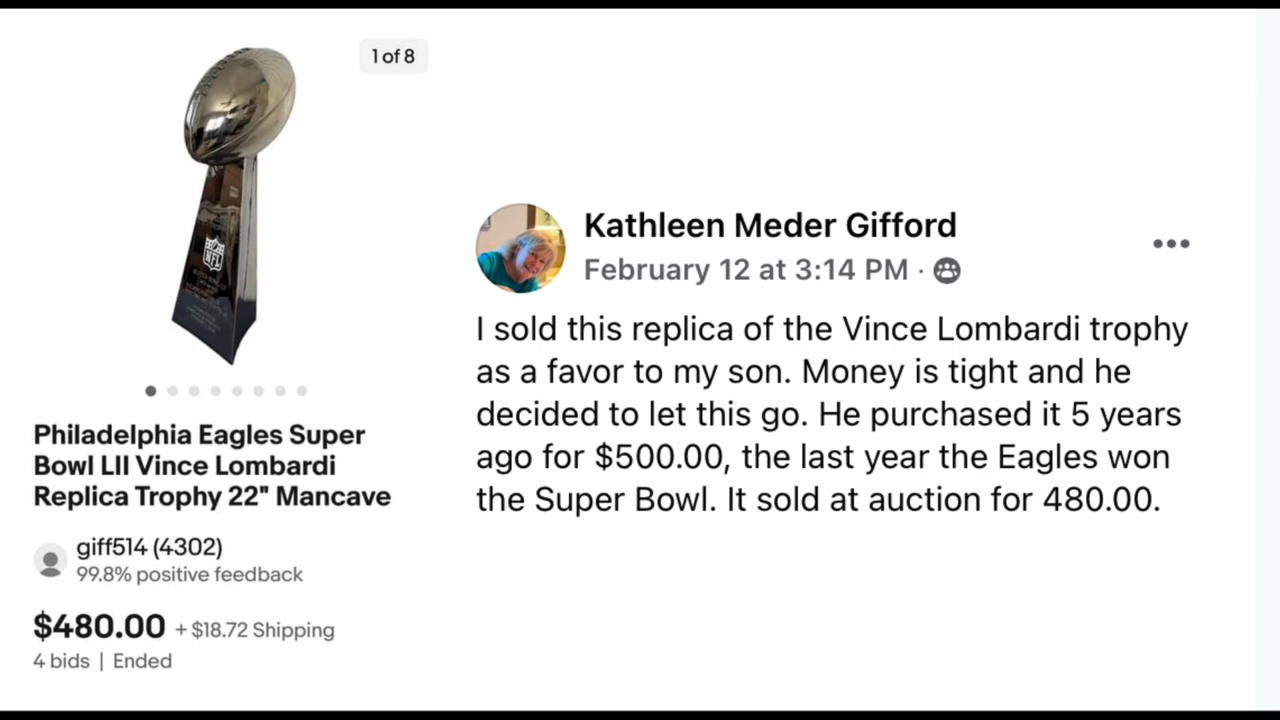 1 of 8
NFL
Philadelphia Eagles Super
Bowl LII Vince Lombardi
Replica Trophy 22" Mancave
giff514 (4302)
99.8% positive feedback
$480.00 + $18.72 Shipping
4 bids | Ended
Kathleen Meder Gifford
February 12 at 3:14 PM ·
I sold this replica of the Vince Lombardi trophy
as a favor to my son. Money is tight and he
decided to let this go. He purchased it 5 years
ago for $500.00, the last year the Eagles won
the Super Bowl. It sold at auction for 480.00.